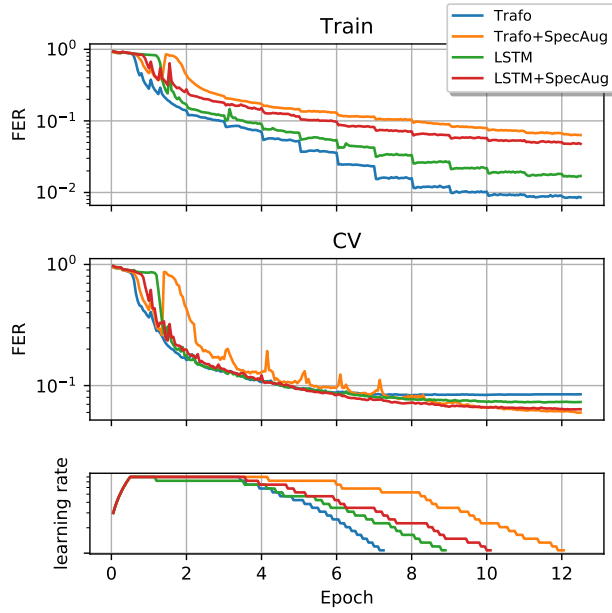 Train
Trafo
Trafo+SpecAug
LSTM
LSTM+SpecAug
FER
10⁰
10⁻¹
10⁻²
CV
FER
10⁰
10⁻¹
learning rate
0 2 4 6 8 10 12
Epoch